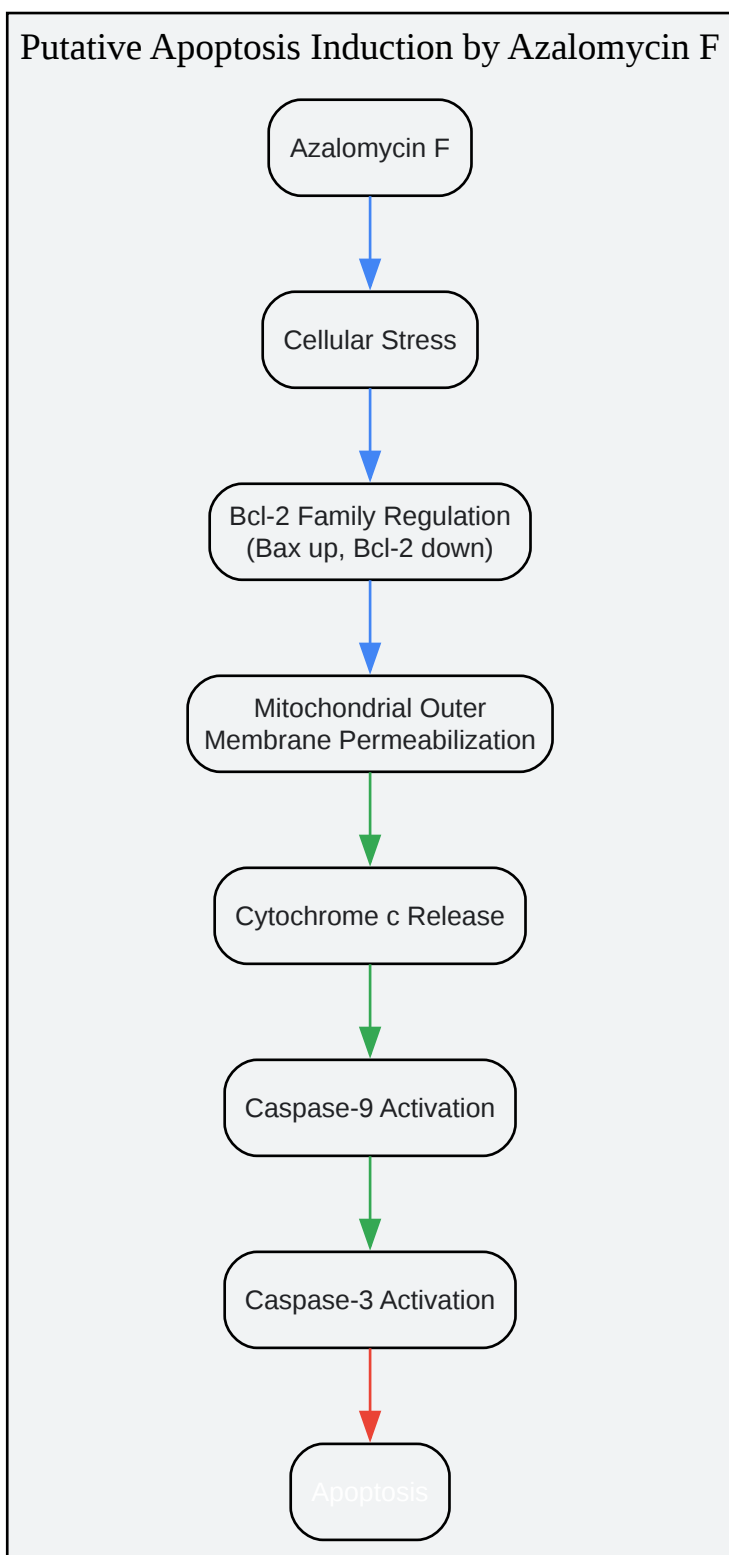 Putative Apoptosis Induction by Azalomycin F
Azalomycin F
Cellular Stress
Bcl-2 Family Regulation
(Bax up, Bcl-2 down)
Mitochondrial Outer
Membrane Permeabilization
Cytochrome c Release
Caspase-9 Activation
Caspase-3 Activation
Apoptosis